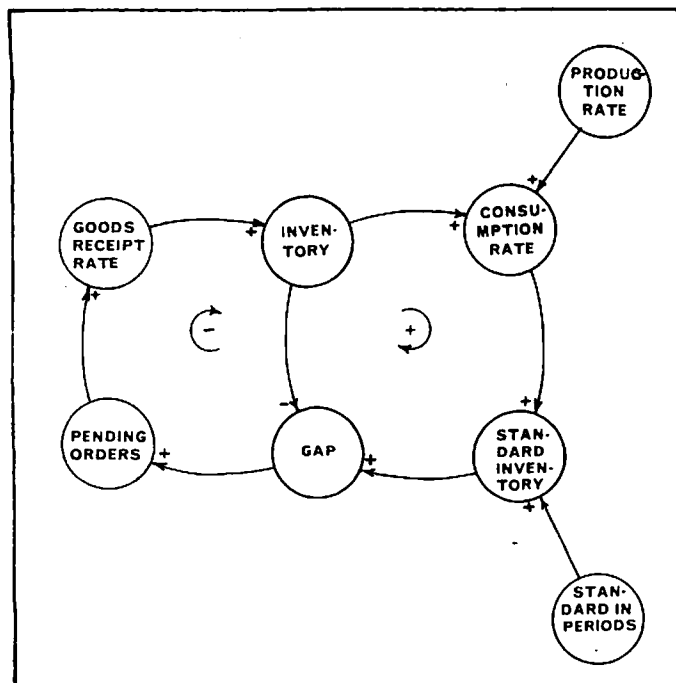 PRODUC-
TION
RATE
+
GOODS
RECEIPT
RATE
+
+
INVEN-
TORY
+
CONSU-
MPTION
RATE
-
+
-
+
PENDING
ORDERS
+
GAP
+
STAN-
DARD
INVEN-
TORY
+
STAN-
DARD IN
PERIODS